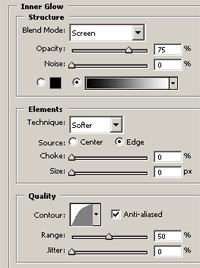 Inner Glow
Structure
Blend Mode: Screen
Opacity: 75 %
Noise: 0 %
Elements
Technique: Softer
Source: Center Edge
Choke: 0 %
Size: 0 px
Quality
Contour: Anti-aliased
Range: 50 %
Jitter: 0 %